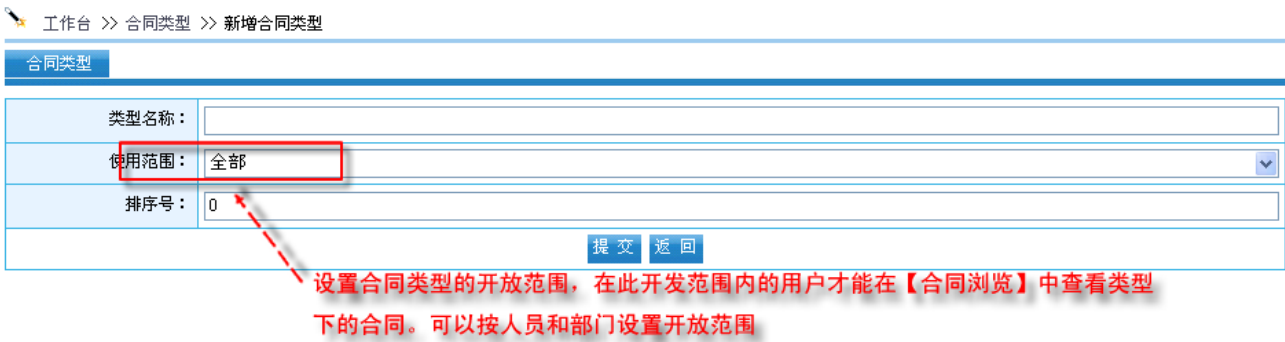 工作台 >> 合同类型 >> 新增合同类型
合同类型
类型名称：
使用范围： 全部
排序号： 0
提 交 返 回
设置合同类型的开放范围，在此开发范围内的用户才能在【合同浏览】中查看类型
下的合同。可以按人员和部门设置开放范围